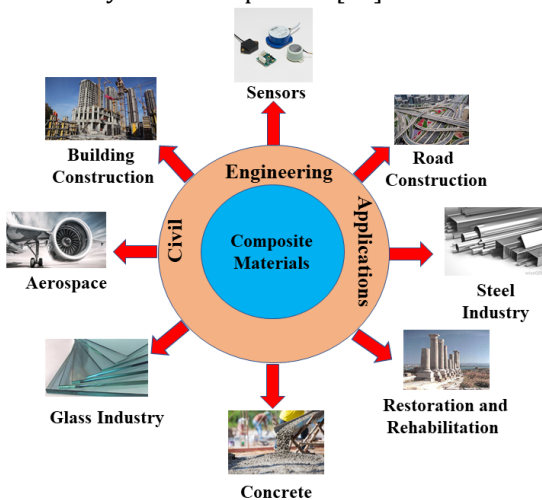 Sensors
Building
Construction
Road
Construction
Engineering
Civil
Applications
Composite
Materials
Aerospace
Steel
Industry
Glass Industry
Restoration and
Rehabilitation
Concrete